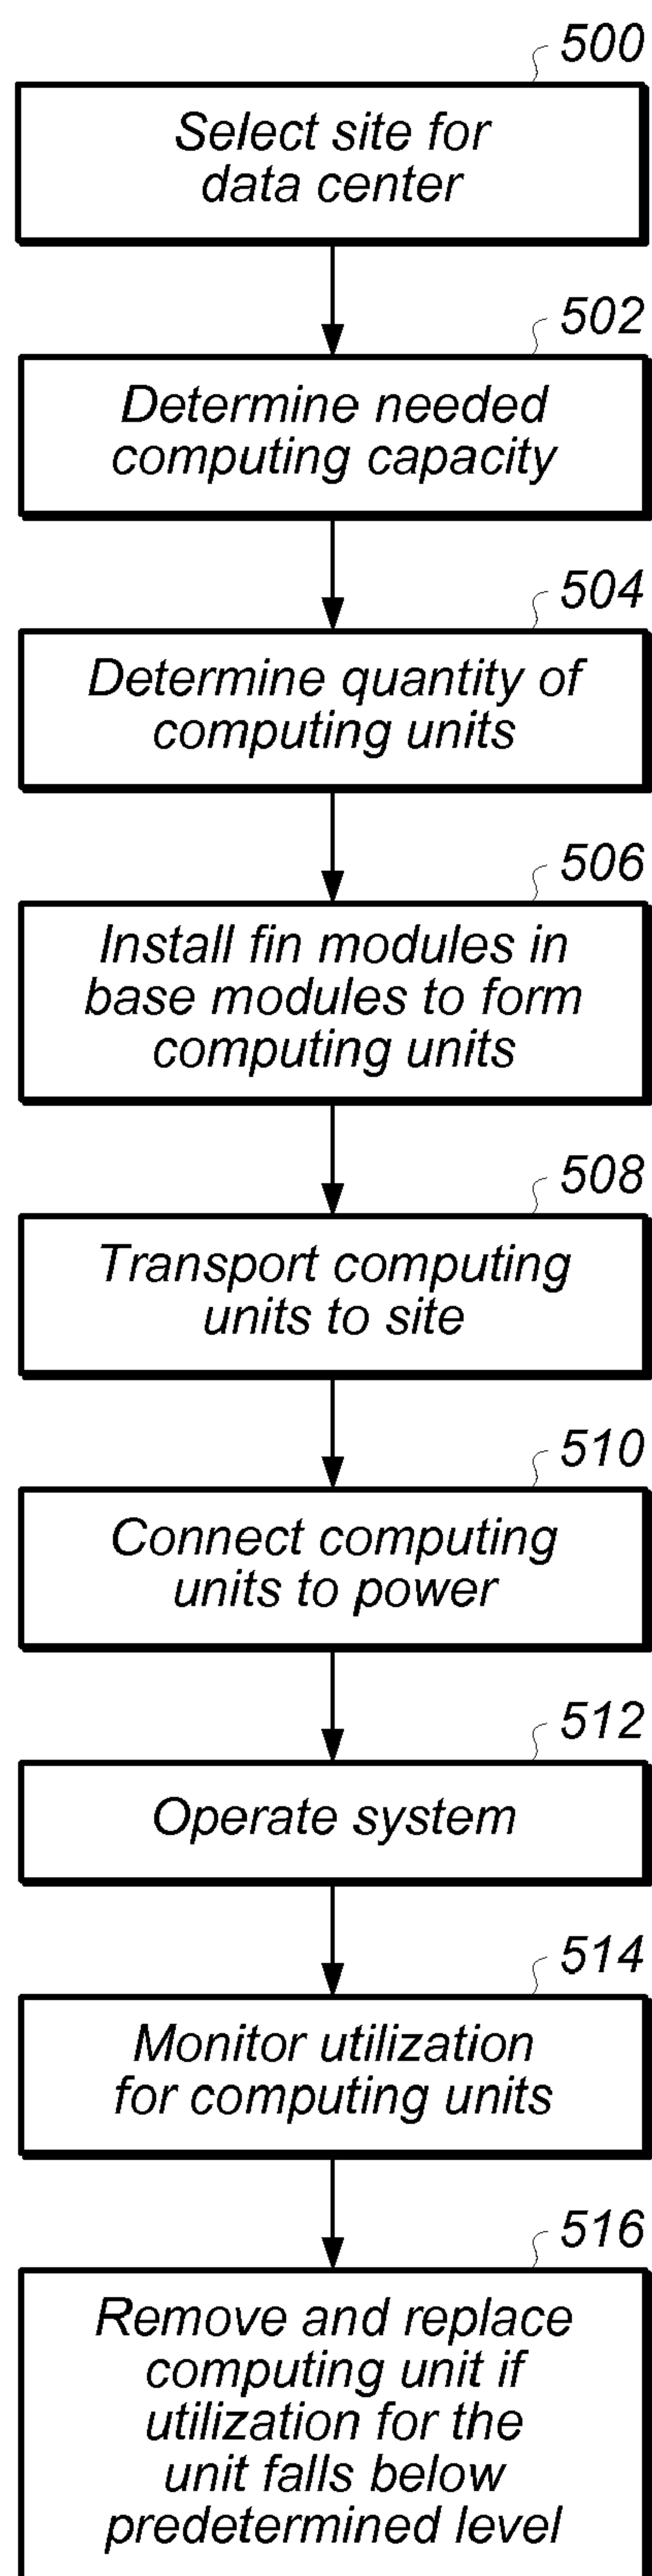 500
Select site for
data center
502
Determine needed
computing capacity
504
Determine quantity of
computing units
506
Install fin modules in
base modules to form
computing units
508
Transport computing
units to site
510
Connect computing
units to power
512
Operate system
514
Monitor utilization
for computing units
516
Remove and replace
computing unit if
utilization for the
unit falls below
predetermined level